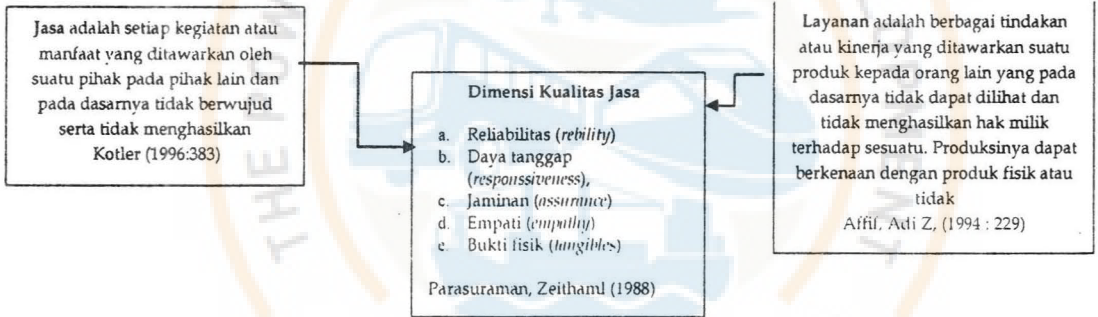 Jasa adalah setiap kegiatan atau
manfaat yang ditawarkan oleh
suatu pihak pada pihak lain dan
pada dasarnya tidak berwujud
serta tidak menghasilkan
Kotler (1996:383)
Dimensi Kualitas Jasa
a. Reliabilitas (rebility)
b. Daya tanggap
(responssiveness),
c. Jaminan (assurance)
d. Empati (empathy)
e. Bukti fisik (tangibles)
Parasuraman, Zeithaml (1988)
Layanan adalah berbagai tindakan
atau kinerja yang ditawarkan suatu
produk kepada orang lain yang pada
dasarnya tidak dapat dilihat dan
tidak menghasilkan hak milik
terhadap sesuatu. Produksinya dapat
berkenaan dengan produk fisik atau
tidak
Affif, Adi Z, (1994 : 229)
THE POW